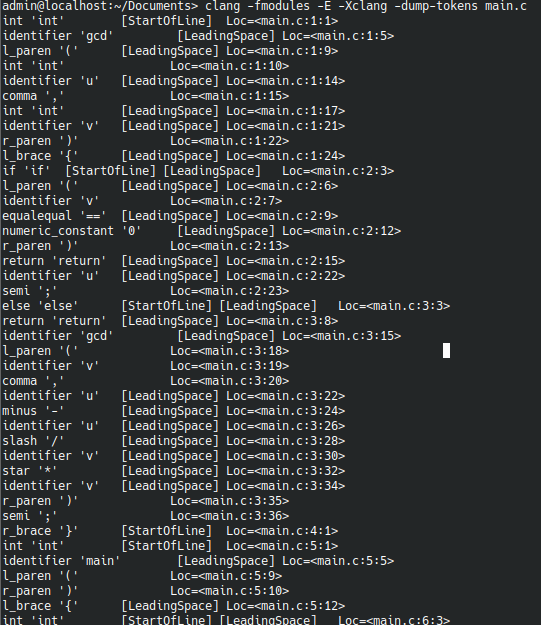 admin@localhost:~/Documents> clang -fmodules -E -Xclang -dump-tokens main.c
int 'int'        [StartOfLine]  Loc=<main.c:1:1>
identifier 'gcd'         [LeadingSpace] Loc=<main.c:1:5>
l_paren '('      [LeadingSpace] Loc=<main.c:1:9>
int 'int'               Loc=<main.c:1:10>
identifier 'u'   [LeadingSpace] Loc=<main.c:1:14>
comma ','               Loc=<main.c:1:15>
int 'int'        [LeadingSpace] Loc=<main.c:1:17>
identifier 'v'   [LeadingSpace] Loc=<main.c:1:21>
r_paren ')'             Loc=<main.c:1:22>
l_brace '{'      [LeadingSpace] Loc=<main.c:1:24>
if 'if'  [StartOfLine] [LeadingSpace]   Loc=<main.c:2:3>
l_paren '('      [LeadingSpace] Loc=<main.c:2:6>
identifier 'v'          Loc=<main.c:2:7>
equalequal '=='  [LeadingSpace] Loc=<main.c:2:9>
numeric_constant '0'     [LeadingSpace] Loc=<main.c:2:12>
r_paren ')'             Loc=<main.c:2:13>
return 'return'  [LeadingSpace] Loc=<main.c:2:15>
identifier 'u'   [LeadingSpace] Loc=<main.c:2:22>
semi ';'                Loc=<main.c:2:23>
else 'else'      [StartOfLine] [LeadingSpace]   Loc=<main.c:3:3>
return 'return'  [LeadingSpace] Loc=<main.c:3:8>
identifier 'gcd'         [LeadingSpace] Loc=<main.c:3:15>
l_paren '('             Loc=<main.c:3:18>
identifier 'v'          Loc=<main.c:3:19>
comma ','               Loc=<main.c:3:20>
identifier 'u'   [LeadingSpace] Loc=<main.c:3:22>
minus '-'        [LeadingSpace] Loc=<main.c:3:24>
identifier 'u'   [LeadingSpace] Loc=<main.c:3:26>
slash '/'        [LeadingSpace] Loc=<main.c:3:28>
identifier 'v'   [LeadingSpace] Loc=<main.c:3:30>
star '*'         [LeadingSpace] Loc=<main.c:3:32>
identifier 'v'   [LeadingSpace] Loc=<main.c:3:34>
r_paren ')'             Loc=<main.c:3:35>
semi ';'                Loc=<main.c:3:36>
r_brace '}'      [StartOfLine]  Loc=<main.c:4:1>
int 'int'        [StartOfLine]  Loc=<main.c:5:1>
identifier 'main'        [LeadingSpace] Loc=<main.c:5:5>
l_paren '('             Loc=<main.c:5:9>
r_paren ')'             Loc=<main.c:5:10>
l_brace '{'      [LeadingSpace] Loc=<main.c:5:12>
int 'int'        [StartOfLine] [LeadingSpace]   Loc=<main.c:6:3>